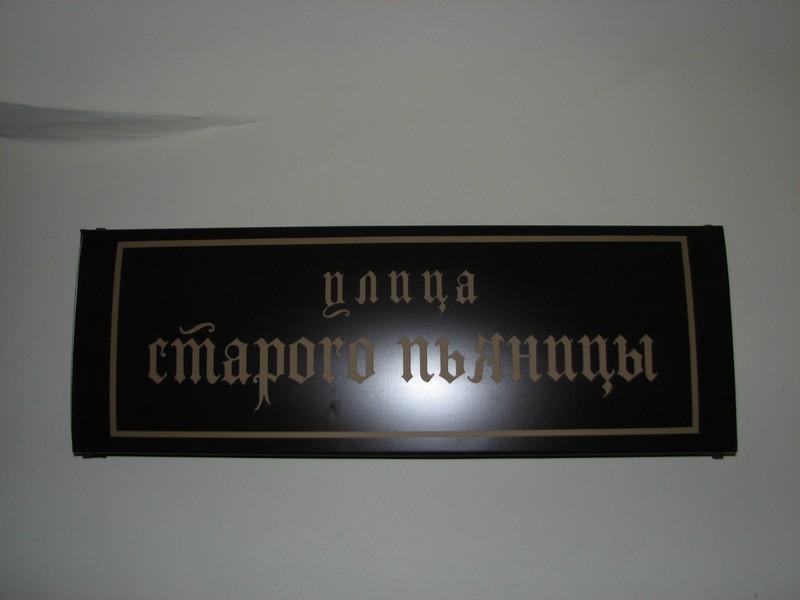 улица
старого пьяницы